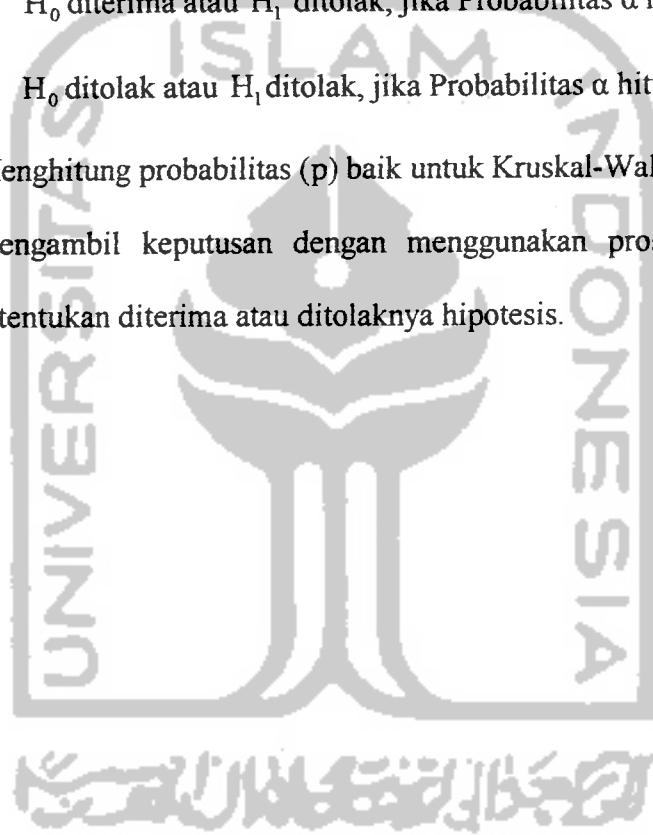 H₀ diterima atau H₁ ditolak, jika Probabilitas α
H₀ ditolak atau H₁ ditolak, jika Probabilitas α hit
enghitung probabilitas (p) baik untuk Kruskal-Wal
engambil keputusan dengan menggunakan pro
tentukan diterima atau ditolaknya hipotesis.
ISLAM
UNIVERSITAS
INDONESIA